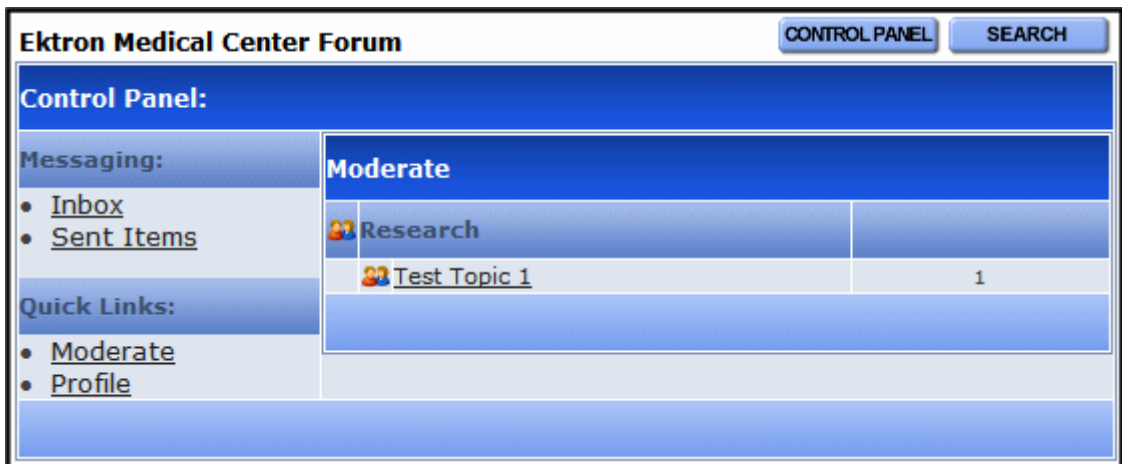 Ektron Medical Center Forum
CONTROL PANEL
SEARCH
Control Panel:
Messaging:
• Inbox
• Sent Items
Quick Links:
• Moderate
• Profile
Moderate
Research
Test Topic 1
1